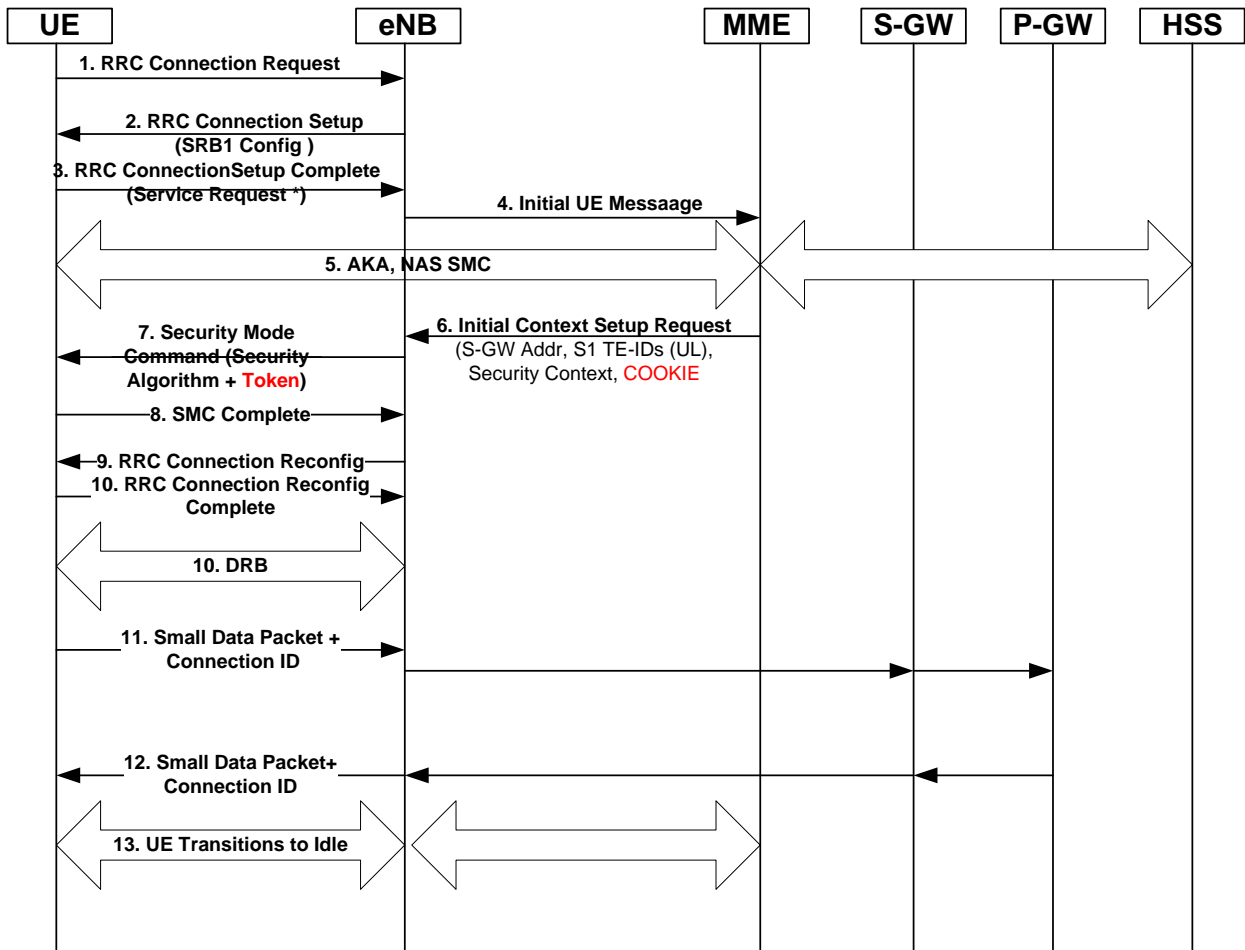 UE
eNB
MME
S-GW
P-GW
HSS
1. RRC Connection Request
2. RRC Connection Setup
(SRB1 Config )
3. RRC ConnectionSetup Complete
(Service Request *)
4. Initial UE Messaage
5. AKA, NAS SMC
6. Initial Context Setup Request
(S-GW Addr, S1 TE-IDs (UL),
Security Context, COOKIE
7. Security Mode
Command (Security
Algorithm + Token)
8. SMC Complete
9. RRC Connection Reconfig
10. RRC Connection Reconfig
Complete
10. DRB
11. Small Data Packet +
Connection ID
12. Small Data Packet+
Connection ID
13. UE Transitions to Idle